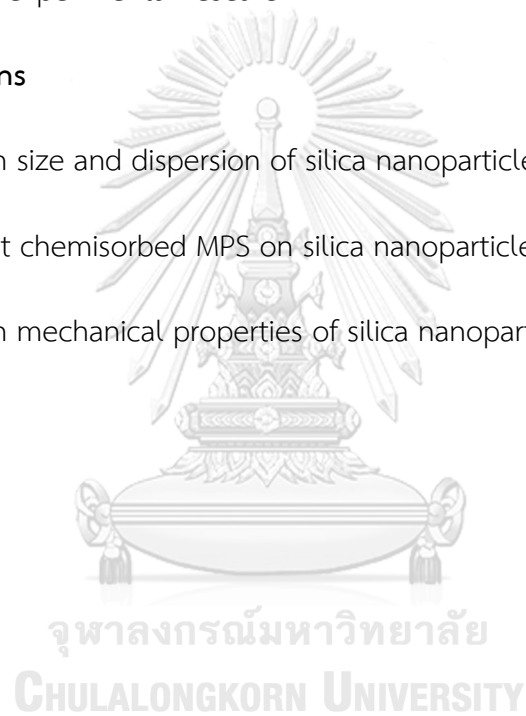 ns
n size and dispersion of silica nanoparticle
t chemisorbed MPS on silica nanoparticle
n mechanical properties of silica nanopar
จุฬาลงกรณ์มหาวิทยาลัย
CHULALONGKORN UNIVERSITY